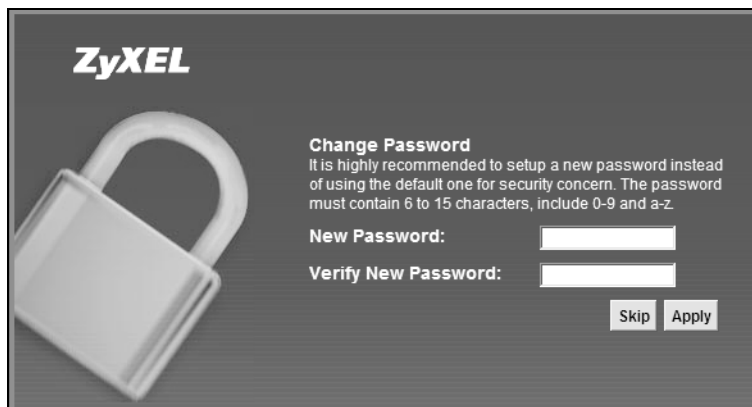 ZyXEL
Change Password
It is highly recommended to setup a new password instead
of using the default one for security concern. The password
must contain 6 to 15 characters, include 0-9 and a-z.
New Password:
Verify New Password:
Skip Apply